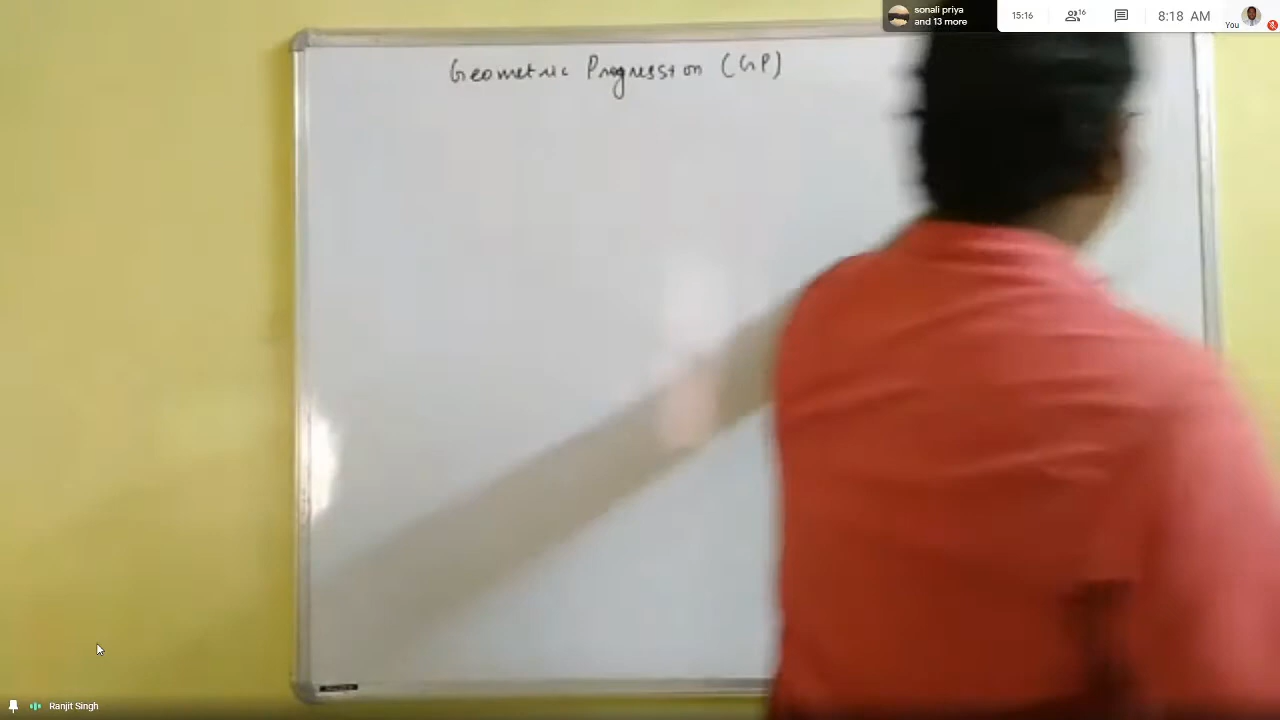 sonali priya
and 13 more
15:16
16
8:18 AM
You
Geometric Progression (GP)
Ranjit Singh